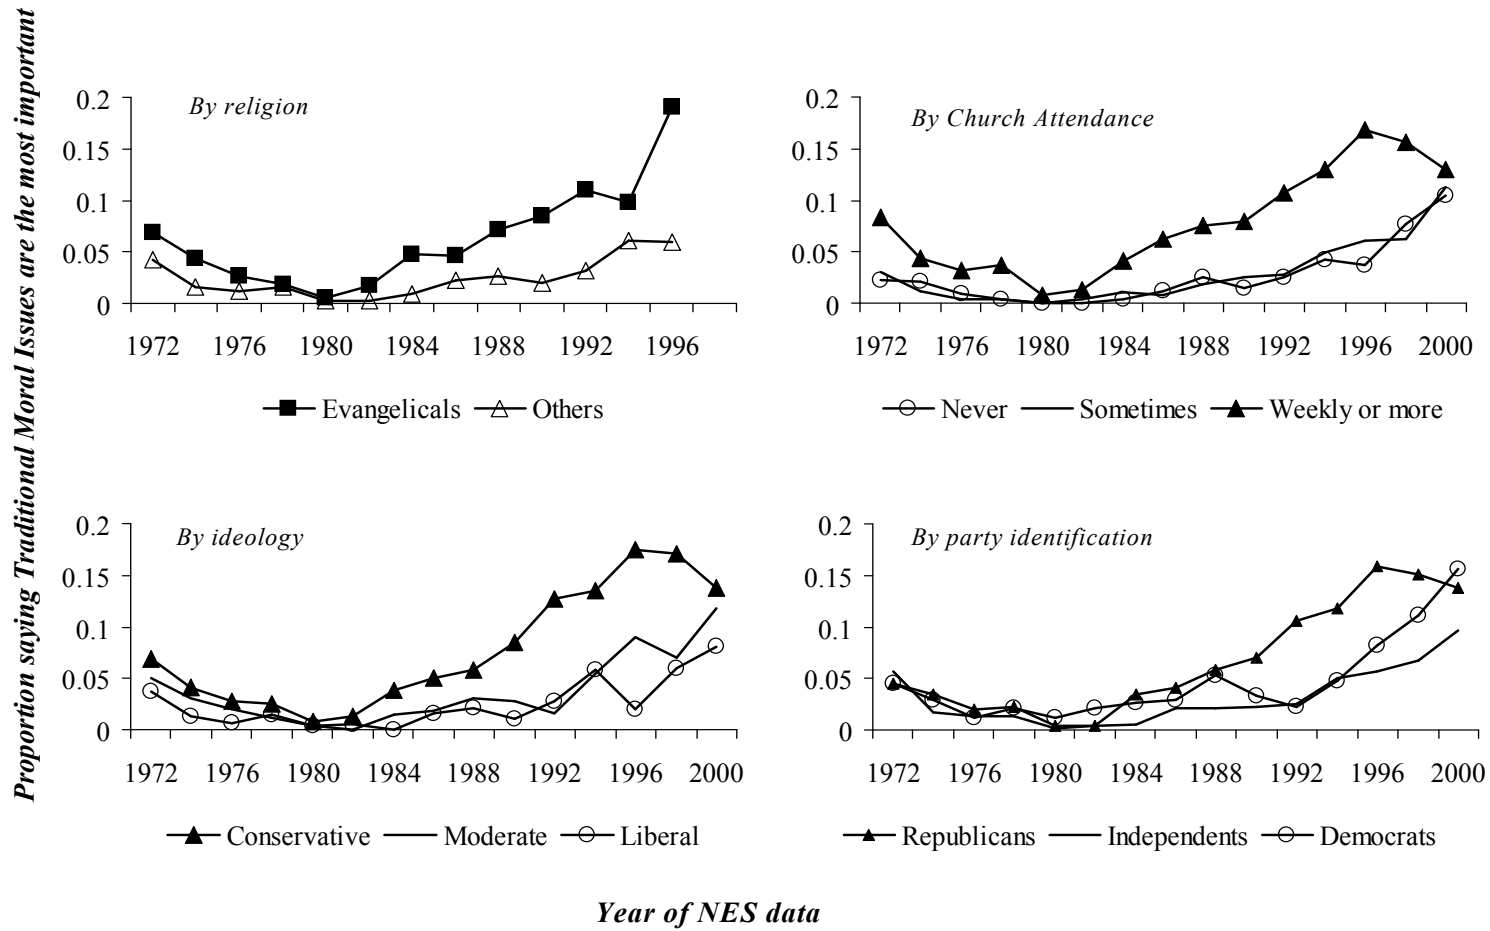 Proportion saying Traditional Moral Issues are the most important
By religion
0.2
0.15
0.1
0.05
0
1972 1976 1980 1984 1988 1992 1996
Evangelicals Others
By Church Attendance
0.2
0.15
0.1
0.05
0
1972 1976 1980 1984 1988 1992 1996 2000
Never Sometimes Weekly or more
By ideology
0.2
0.15
0.1
0.05
0
1972 1976 1980 1984 1988 1992 1996 2000
Conservative Moderate Liberal
By party identification
0.2
0.15
0.1
0.05
0
1972 1976 1980 1984 1988 1992 1996 2000
Republicans Independents Democrats
Year of NES data